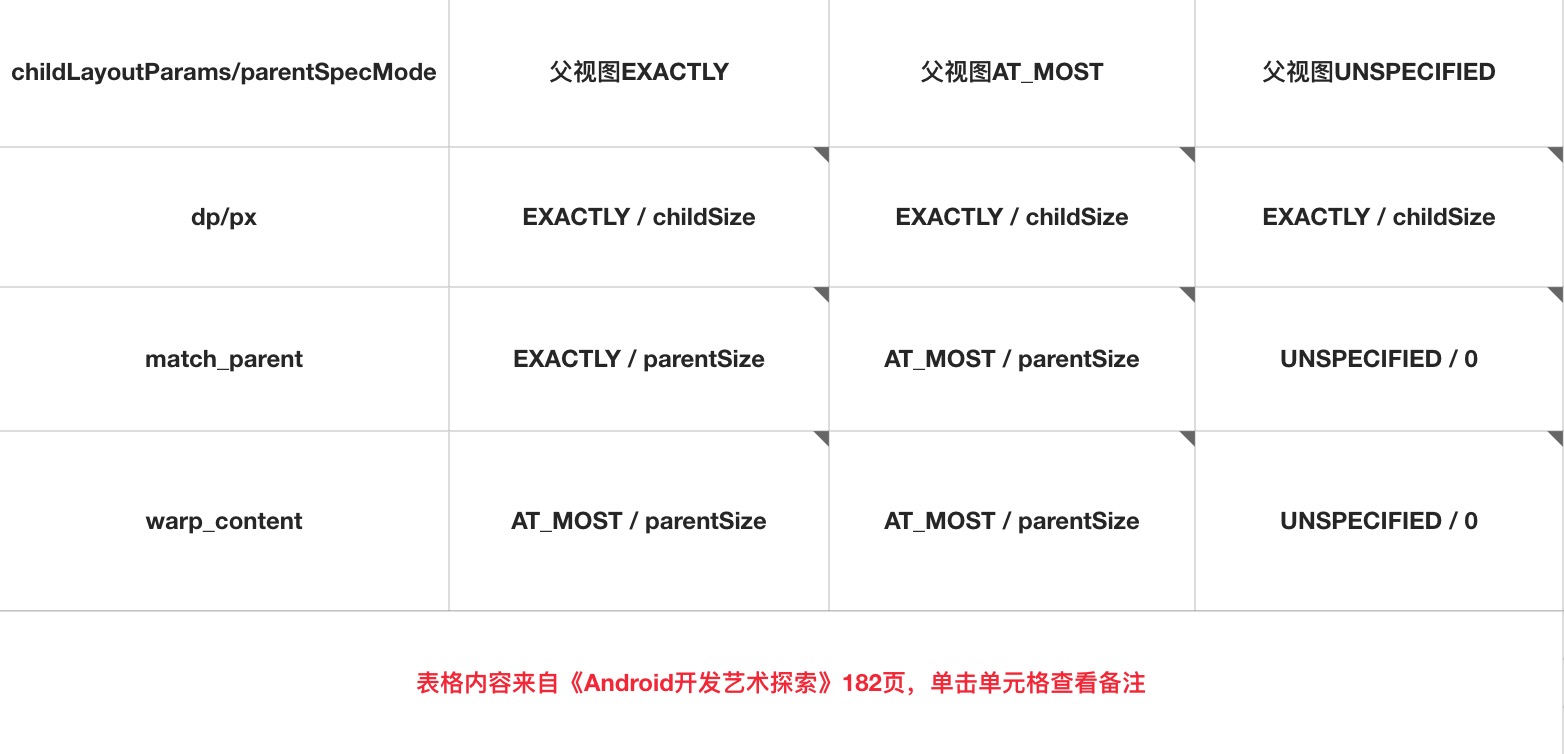 childLayoutParams/parentSpecMode 父视图EXACTLY 父视图AT_MOST 父视图UNSPECIFIED
dp/px EXACTLY / childSize EXACTLY / childSize EXACTLY / childSize
match_parent EXACTLY / parentSize AT_MOST / parentSize UNSPECIFIED / 0
warp_content AT_MOST / parentSize AT_MOST / parentSize UNSPECIFIED / 0
表格内容来自《Android开发艺术探索》182页，单击单元格查看备注